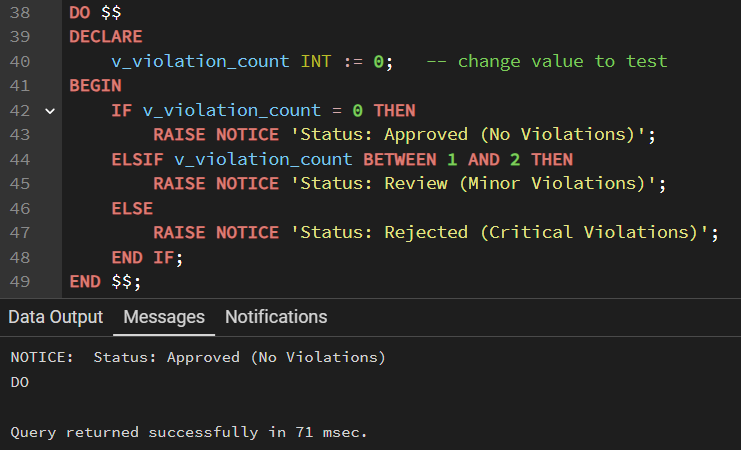 38 DO $$
39 DECLARE
40     v_violation_count INT := 0;   -- change value to test
41 BEGIN
42     IF v_violation_count = 0 THEN
43         RAISE NOTICE 'Status: Approved (No Violations)';
44     ELSIF v_violation_count BETWEEN 1 AND 2 THEN
45         RAISE NOTICE 'Status: Review (Minor Violations)';
46     ELSE
47         RAISE NOTICE 'Status: Rejected (Critical Violations)';
48     END IF;
49 END $$;
Data Output Messages Notifications
NOTICE:  Status: Approved (No Violations)
DO
Query returned successfully in 71 msec.